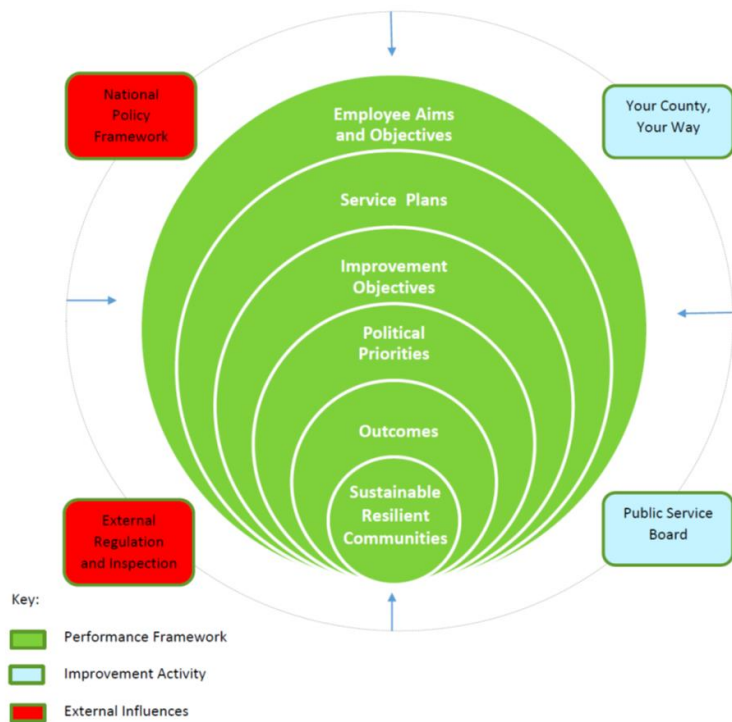 National
Policy
Framework
Your County,
Your Way
Employee Aims
and Objectives
Service Plans
Improvement
Objectives
Political
Priorities
Outcomes
Sustainable
Resilient
Communities
External
Regulation
and Inspection
Public Service
Board
Key:
Performance Framework
Improvement Activity
External Influences